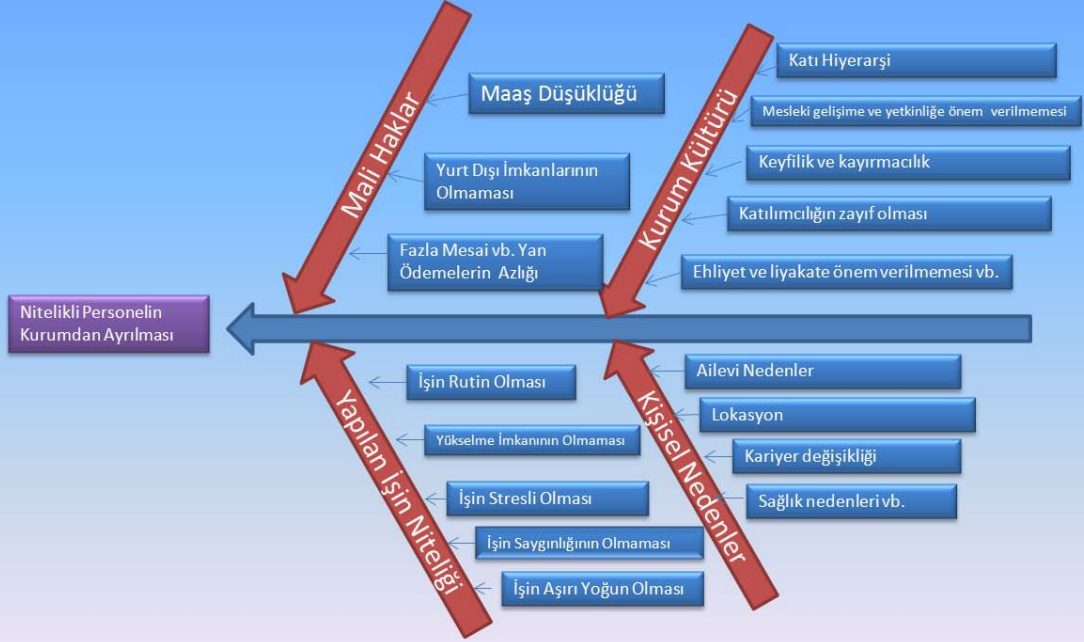 Mali Haklar
Maaş Düşüklüğü
Yurt Dışı İmkanlarının
Olmaması
Fazla Mesai vb. Yan
Ödemelerin Azlığı
Kurum Kültürü
Katı Hiyerarşi
Mesleki gelişime ve yetkinliğe önem verilmemesi
Keyfilik ve kayırmacılık
Katılımcılığın zayıf olması
Ehliyet ve liyakate önem verilmemesi vb.
Nitelikli Personelin
Kurumdan Ayrılması
Yapılan İşin Niteliği
İşin Rutin Olması
Yükselme İmkanının Olmaması
İşin Stresli Olması
İşin Saygınlığının Olmaması
İşin Aşırı Yoğun Olması
Kişisel Nedenler
Ailevi Nedenler
Lokasyon
Kariyer değişikliği
Sağlık nedenleri vb.